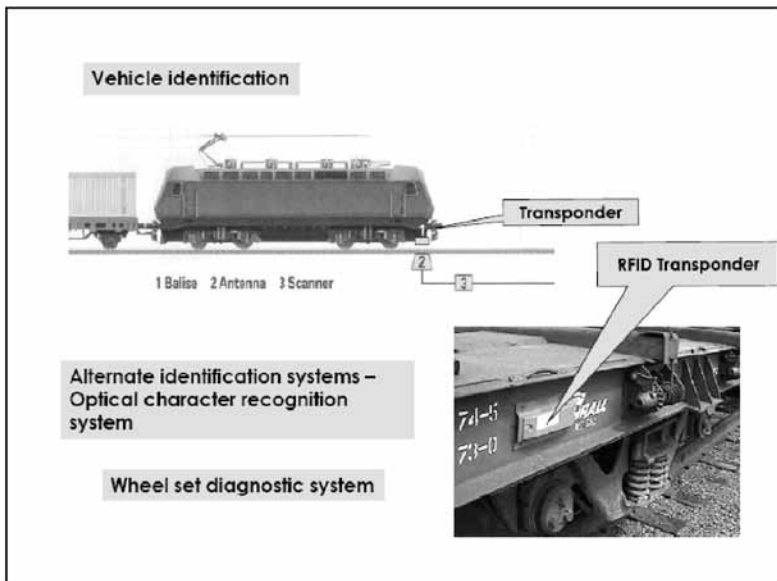 Vehicle identification
Transponder
1
2
3
RFID Transponder
1 Balise 2 Antenna 3 Scanner
Alternate identification systems –
Optical character recognition
system
74-5
73-0
Wheel set diagnostic system